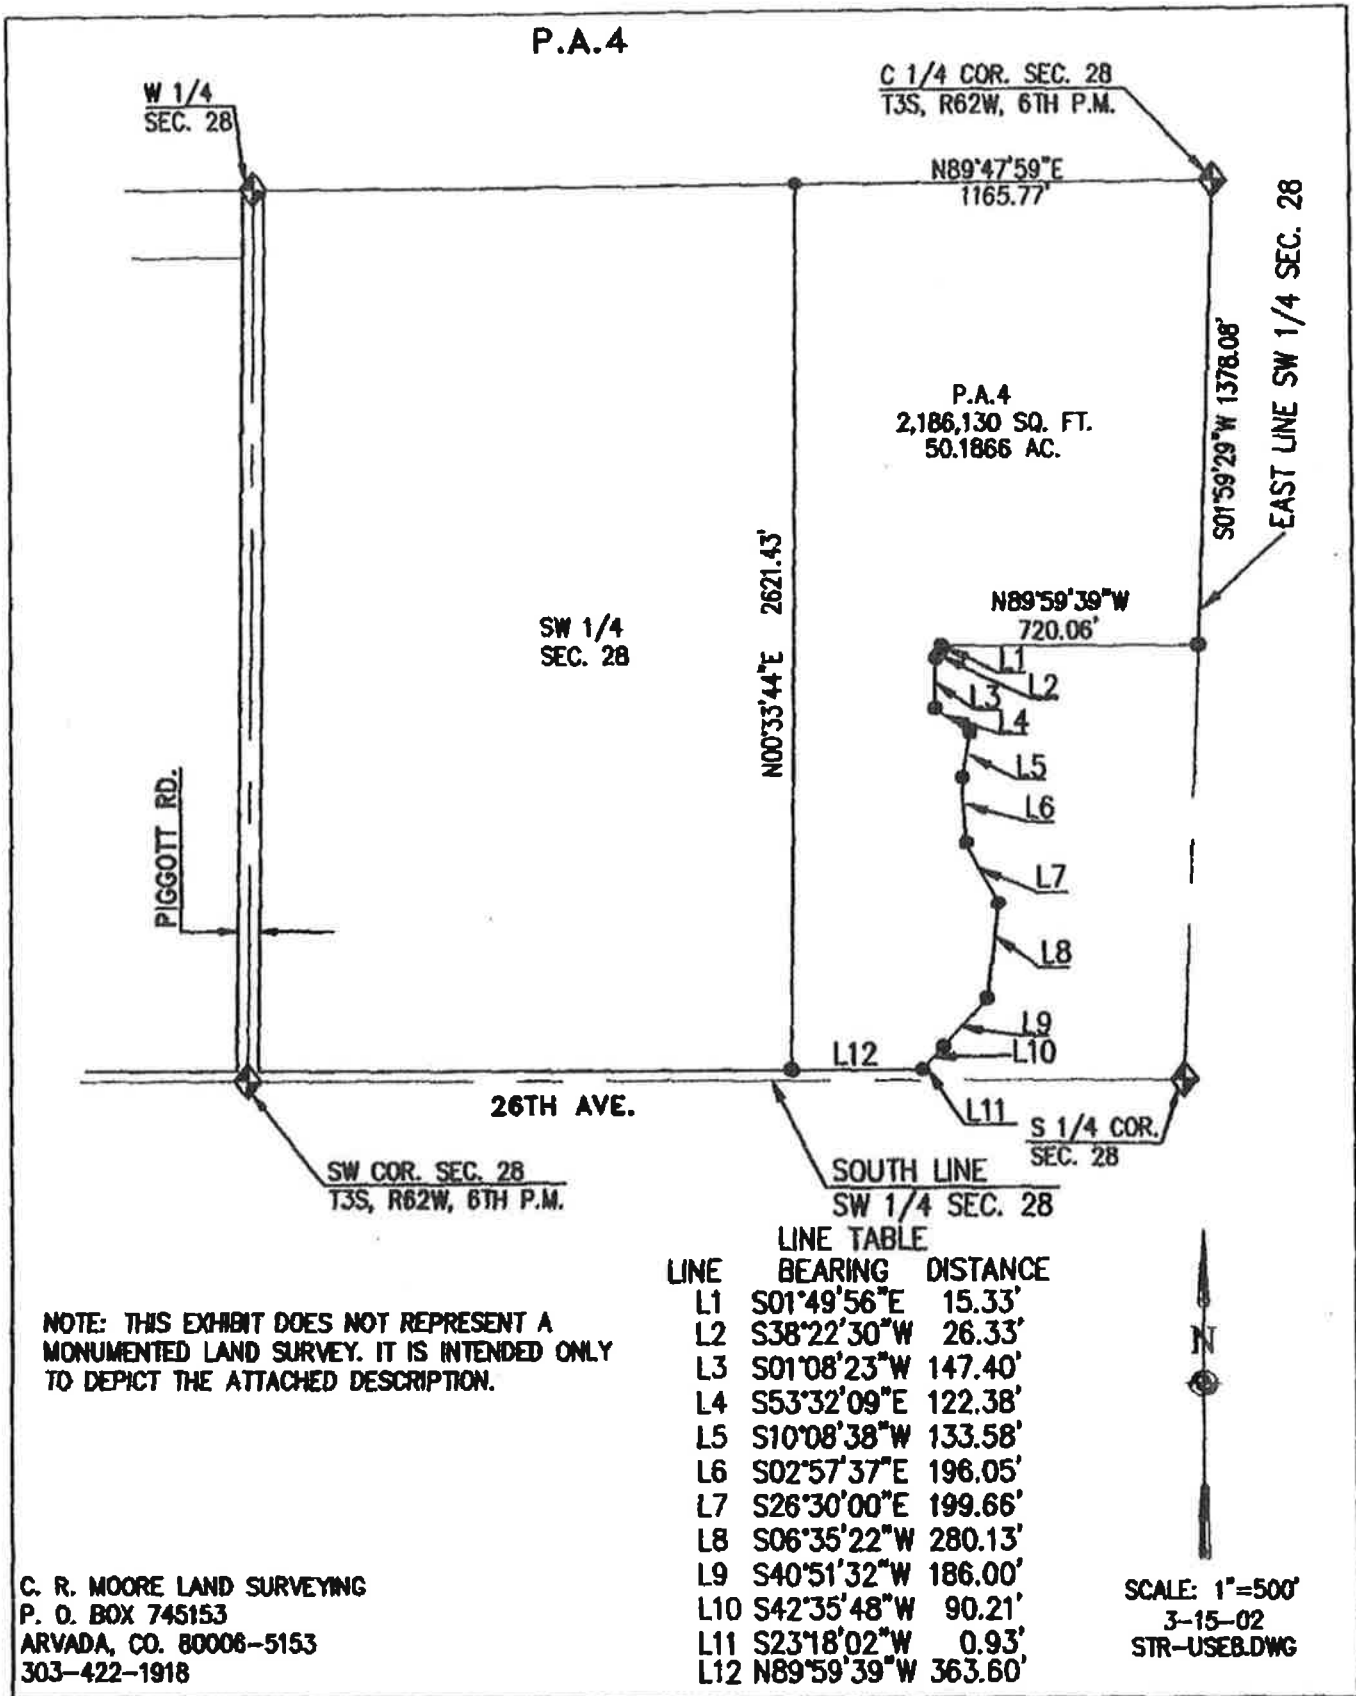 P.A.4
W 1/4
SEC. 28
C 1/4 COR. SEC. 28
T3S, R62W, 6TH P.M.
N89°47'59"E
1165.77'
EAST LINE SW 1/4 SEC. 28
S01°59'29"W 1378.08'
P.A.4
2,186,130 SQ. FT.
50.1866 AC.
N00°33'44"E 2621.43'
SW 1/4
SEC. 28
N89°59'39"W
720.06'
L1
L2
L3
L4
L5
L6
L7
L8
L9
L10
L11
L12
PIGGOTT RD.
26TH AVE.
S 1/4 COR.
SEC. 28
SW COR. SEC. 28
T3S, R62W, 6TH P.M.
SOUTH LINE
SW 1/4 SEC. 28
LINE TABLE
LINE BEARING DISTANCE
L1 S01°49'56"E 15.33'
L2 S38°22'30"W 26.33'
L3 S01°08'23"W 147.40'
L4 S53°32'09"E 122.38'
L5 S10°08'38"W 133.58'
L6 S02°57'37"E 196.05'
L7 S26°30'00"E 199.66'
L8 S06°35'22"W 280.13'
L9 S40°51'32"W 186.00'
L10 S42°35'48"W 90.21'
L11 S23°18'02"W 0.93'
L12 N89°59'39"W 363.60'
NOTE: THIS EXHIBIT DOES NOT REPRESENT A
MONUMENTED LAND SURVEY. IT IS INTENDED ONLY
TO DEPICT THE ATTACHED DESCRIPTION.
N
C. R. MOORE LAND SURVEYING
P. O. BOX 745153
ARVADA, CO. 80006-5153
303-422-1918
SCALE: 1"=500'
3-15-02
STR-USEB.DWG